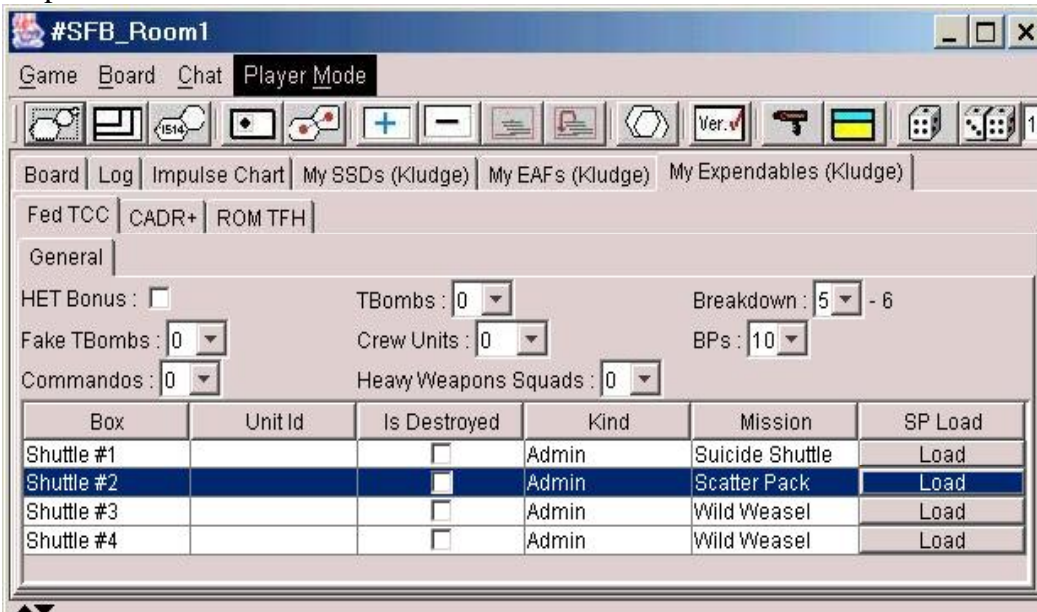 #SFB_Room1
Game Board Chat Player Mode
1514 Ver. 1
Board Log Impulse Chart My SSDs (Kludge) My EAFs (Kludge) My Expendables (Kludge)
Fed TCC CADR+ ROM TFH
General
HET Bonus : TBombs : 0 Breakdown : 5 - 6
Fake TBombs : 0 Crew Units : 0 BPs : 10
Commandos : 0 Heavy Weapons Squads : 0
Box Unit Id Is Destroyed Kind Mission SP Load
Shuttle #1 Admin Suicide Shuttle Load
Shuttle #2 Admin Scatter Pack Load
Shuttle #3 Admin Wild Weasel Load
Shuttle #4 Admin Wild Weasel Load